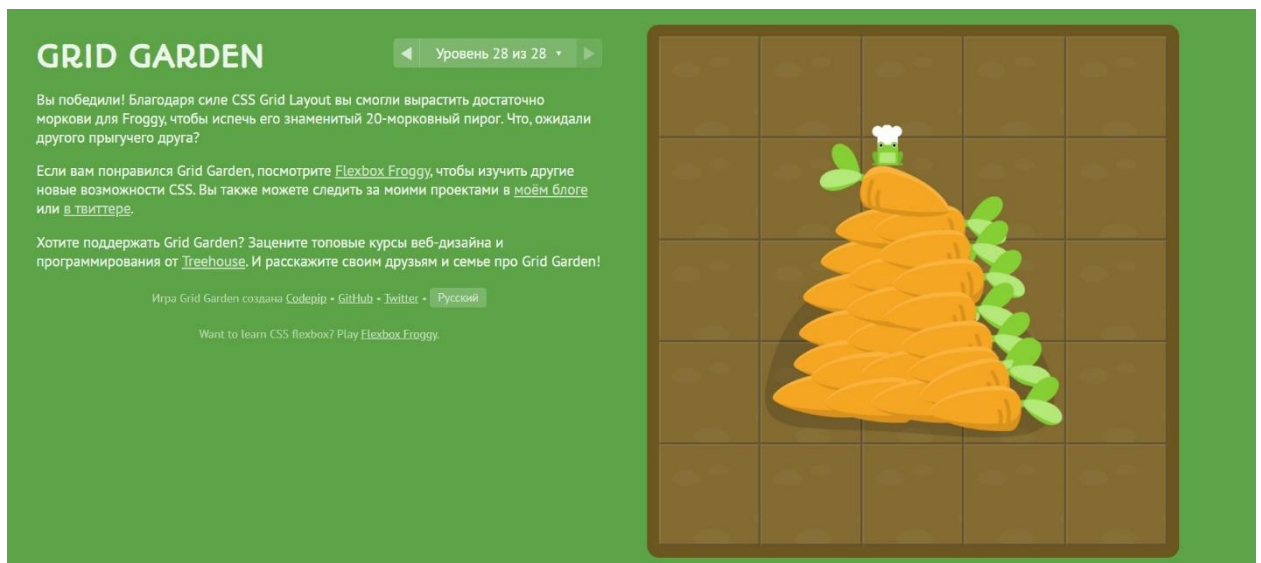 GRID GARDEN
Уровень 28 из 28
Вы победили! Благодаря силе CSS Grid Layout вы смогли вырастить достаточно
моркови для Froggy, чтобы испечь его знаменитый 20-морковный пирог. Что, ожидали
другого прыгучего друга?
Если вам понравился Grid Garden, посмотрите Flexbox Froggy, чтобы изучить другие
новые возможности CSS. Вы также можете следить за моими проектами в моём блоге
или в твиттере.
Хотите поддержать Grid Garden? Зацените топовые курсы веб-дизайна и
программирования от Treehouse. И расскажите своим друзьям и семье про Grid Garden!
Игра Grid Garden создана Codepip • GitHub • Twitter • Русский
Want to learn CSS flexbox? Play Flexbox Froggy.